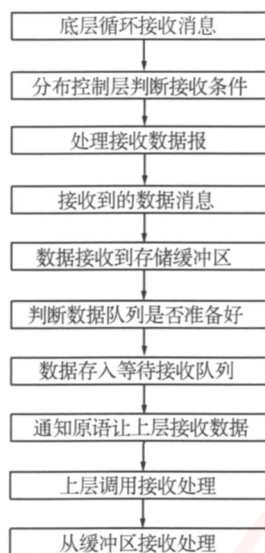 底层循环接收消息
分布控制层判断接收条件
处理接收数据报
接收到的数据消息
数据接收到存储缓冲区
判断数据队列是否准备好
数据存入等待接收队列
通知原语让上层接收数据
上层调用接收处理
从缓冲区接收处理